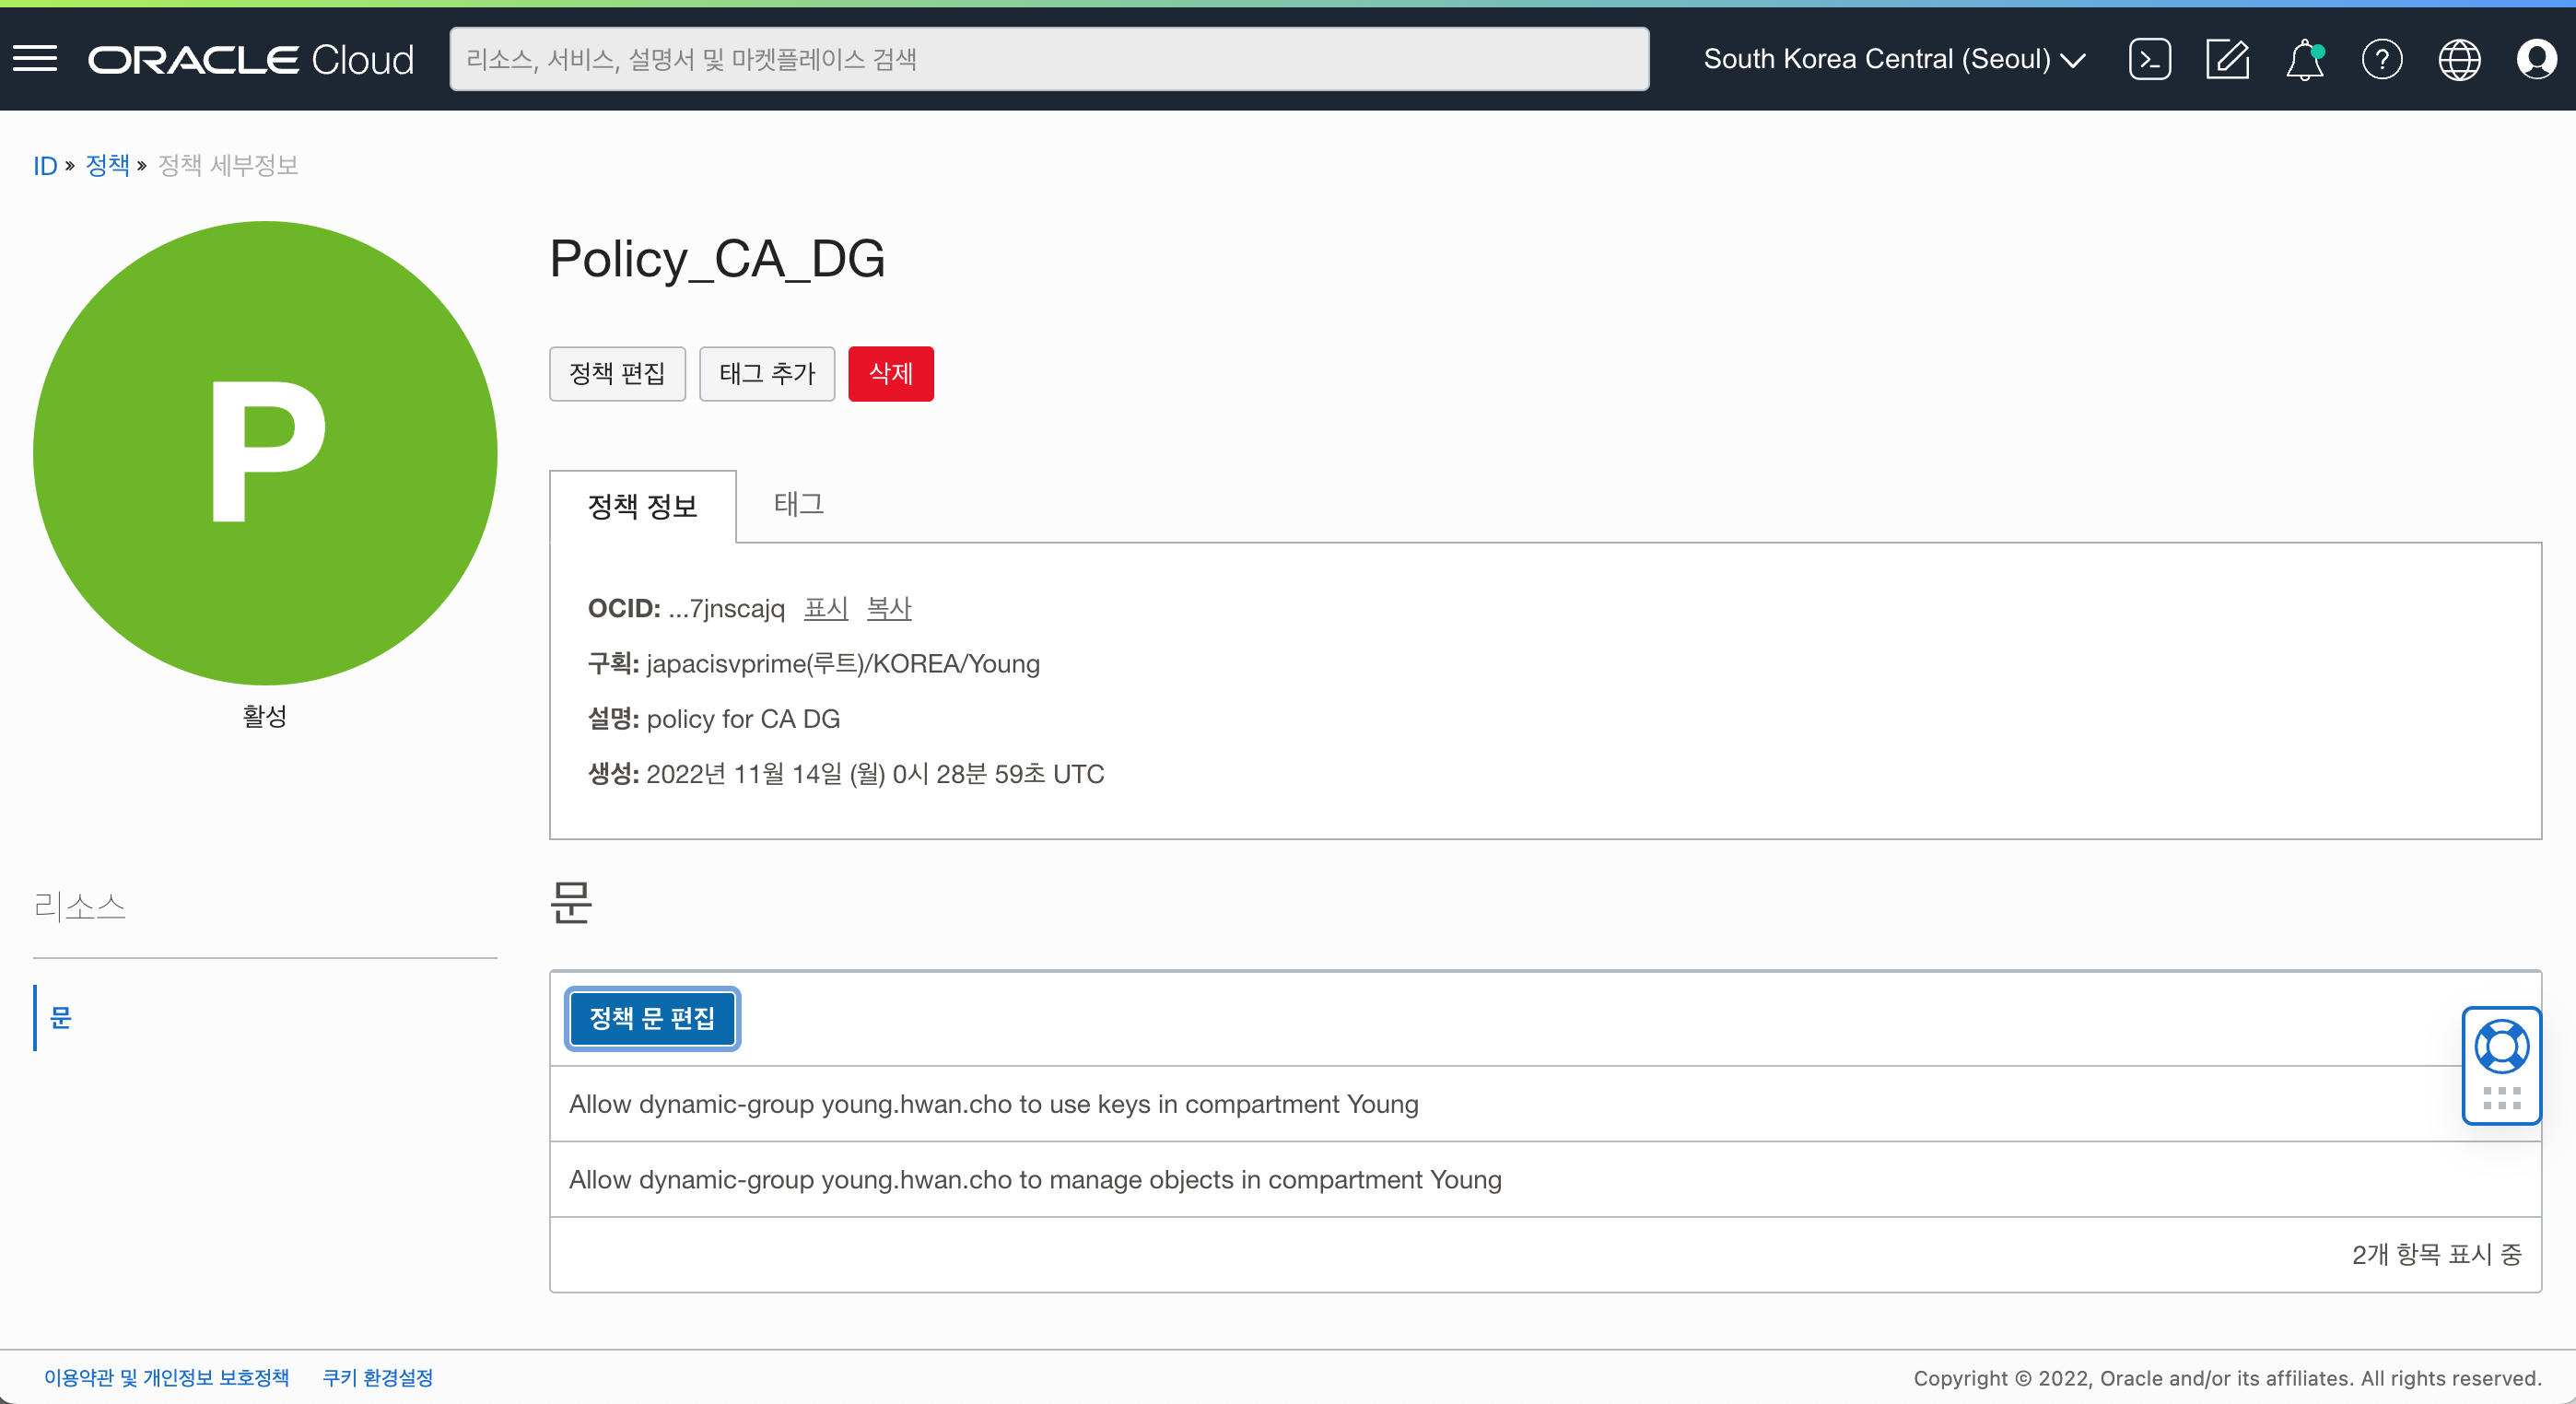 ORACLE Cloud
리소스, 서비스, 설명서 및 마켓플레이스 검색
South Korea Central (Seoul)
ID » 정책 » 정책 세부정보
P
활성
Policy_CA_DG
정책 편집 태그 추가 삭제
정책 정보 태그
OCID: ...7jnscajq 표시 복사
구획: japacisvprime(루트)/KOREA/Young
설명: policy for CA DG
생성: 2022년 11월 14일 (월) 0시 28분 59초 UTC
리소스
문
문
정책 문 편집
Allow dynamic-group young.hwan.cho to use keys in compartment Young
Allow dynamic-group young.hwan.cho to manage objects in compartment Young
2개 항목 표시 중
이용약관 및 개인정보 보호정책 쿠키 환경설정
Copyright © 2022, Oracle and/or its affiliates. All rights reserved.